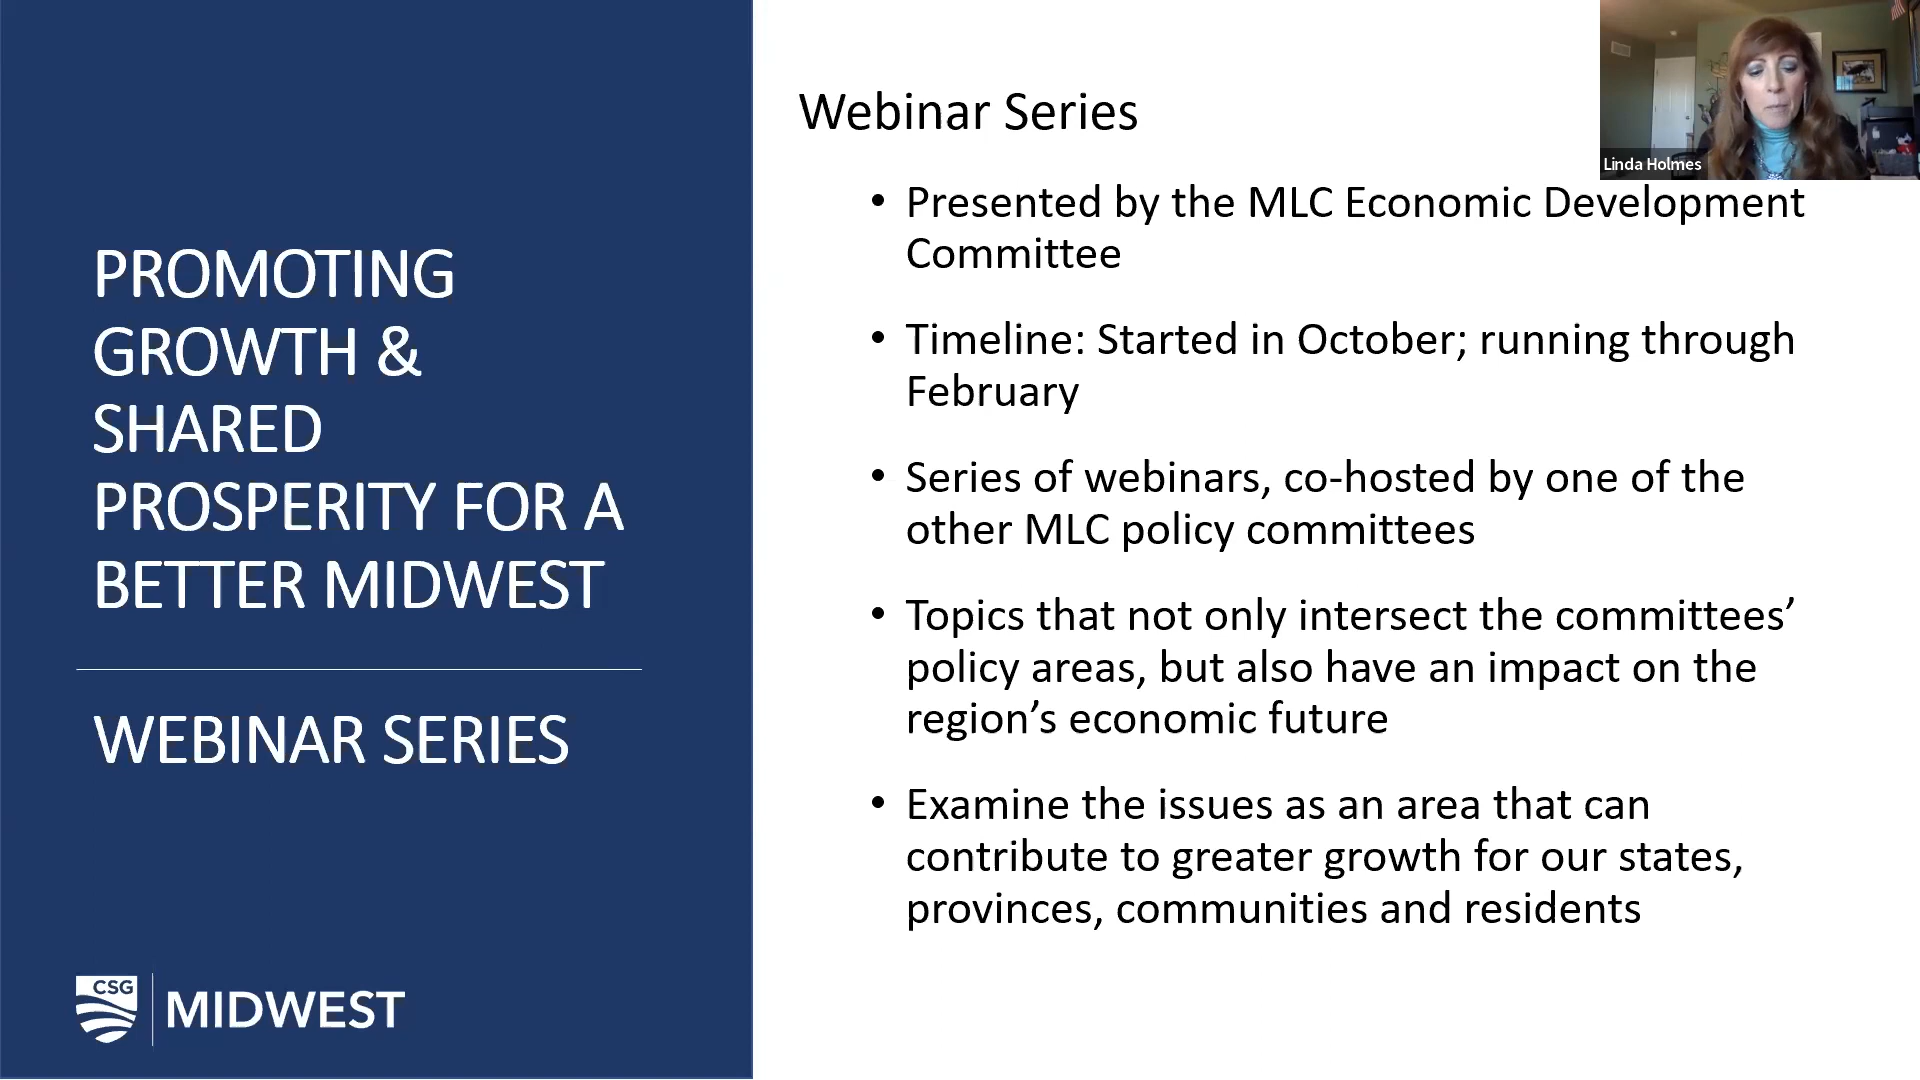 PROMOTING
GROWTH &
SHARED
PROSPERITY FOR A
BETTER MIDWEST
WEBINAR SERIES
CSG
MIDWEST
Webinar Series
• Presented by the MLC Economic Development
Committee
• Timeline: Started in October; running through
February
• Series of webinars, co-hosted by one of the
other MLC policy committees
• Topics that not only intersect the committees’
policy areas, but also have an impact on the
region’s economic future
• Examine the issues as an area that can
contribute to greater growth for our states,
provinces, communities and residents
Linda Holmes